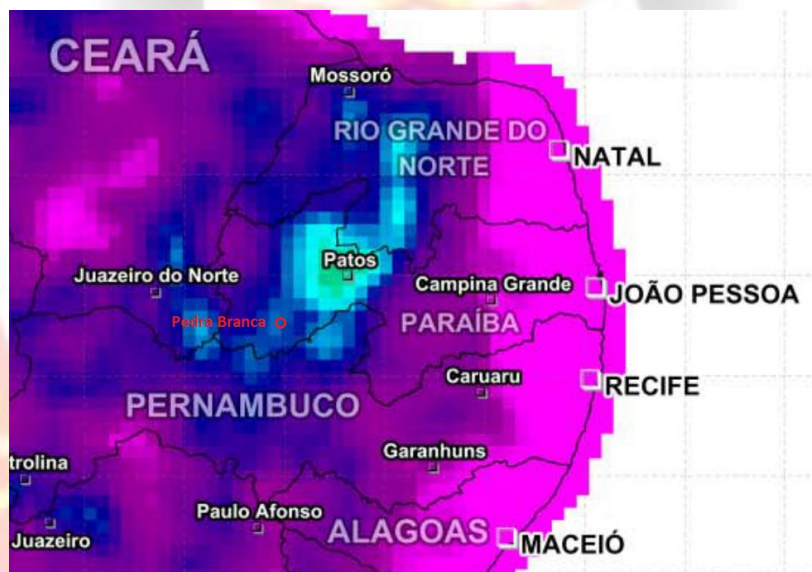 CEARÁ
Mossoró
RIO GRANDE DO
NORTE
NATAL
Patos
Juazeiro do Norte
Campina Grande
JOÃO PESSOA
Pedra Branca
PARAÍBA
Caruaru
RECIFE
PERNAMBUCO
Garanhuns
trolina
Paulo Afonso
ALAGOAS
Juazeiro
MACEIÓ